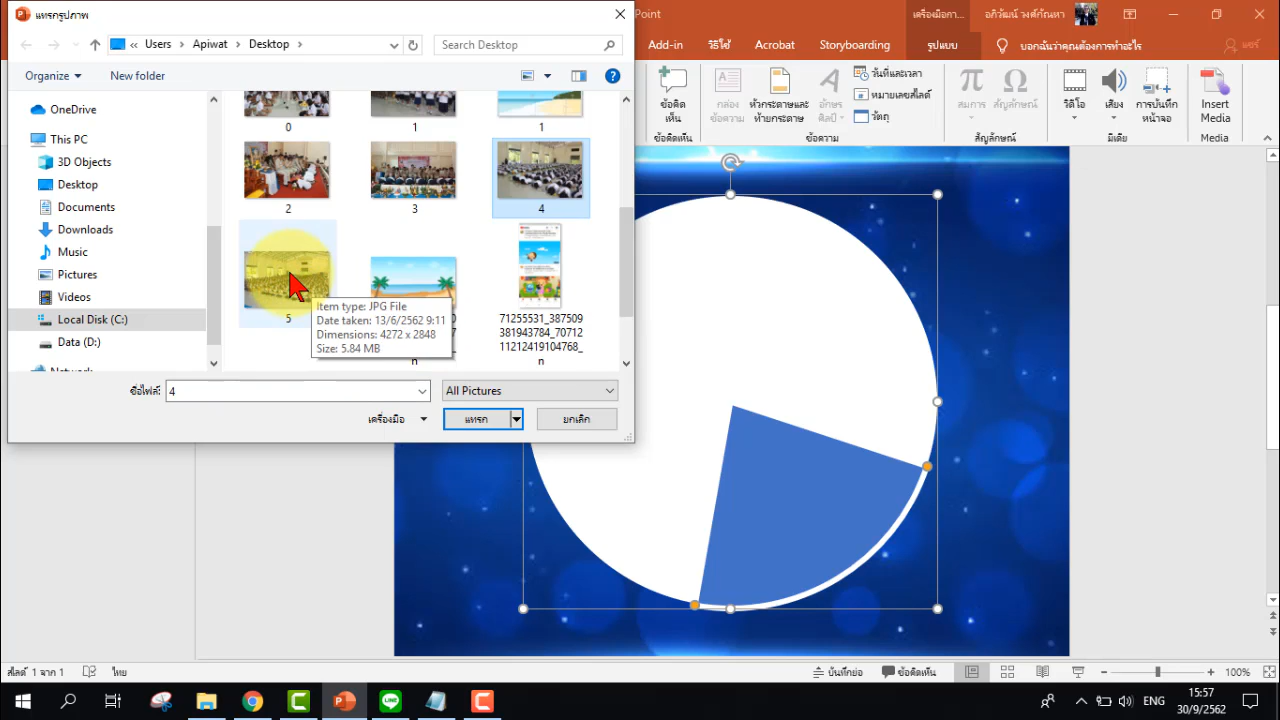 แทรกรูปภาพ
Point
เครื่องมือกา...
อภิวัฒน์ วงศ์กัณหา
« Users › Apiwat › Desktop ›
Search Desktop
Add-in
วิธีใช้
Acrobat
Storyboarding
รูปแบบ
บอกฉันว่าคุณต้องการทำอะไร
แชร์
Organize
New folder
OneDrive
This PC
3D Objects
Desktop
Documents
Downloads
Music
Pictures
Videos
Local Disk (C:)
Data (D:)
Network
0
1
1
2
3
4
5
0
n
71255531_387509
381943784_70712
11212419104768_
n
Item type: JPG File
Date taken: 13/6/2562 9:11
Dimensions: 4272 x 2848
Size: 5.84 MB
ชื่อไฟล์:
4
All Pictures
เครื่องมือ
แทรก
ยกเลิก
ข้อคิด
เห็น
ข้อคิดเห็น
กล่อง
ข้อความ
หัวกระดาษและ
ท้ายกระดาษ
อักษร
ศิลป์
วันที่และเวลา
หมายเลขสไลด์
วัตถุ
ข้อความ
สมการ
สัญลักษณ์
สัญลักษณ์
วิดีโอ
เสียง
การบันทึก
หน้าจอ
มีเดีย
Insert
Media
Media
สไลด์ 1 จาก 1
ไทย
บันทึกย่อ
ข้อคิดเห็น
100%
ENG
15:57
30/9/2562